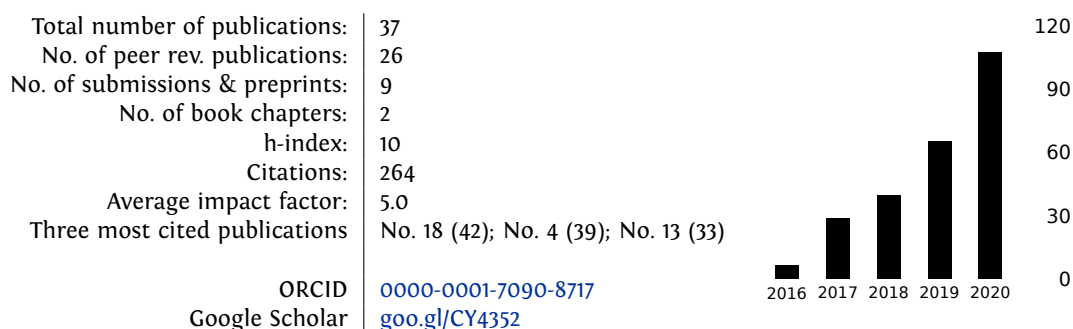 Total number of publications: 37
No. of peer rev. publications: 26
No. of submissions & preprints: 9
No. of book chapters: 2
h-index: 10
Citations: 264
Average impact factor: 5.0
Three most cited publications No. 18 (42); No. 4 (39); No. 13 (33)
ORCID 0000-0001-7090-8717
Google Scholar goo.gl/CY4352
120
90
60
30
0
2016 2017 2018 2019 2020